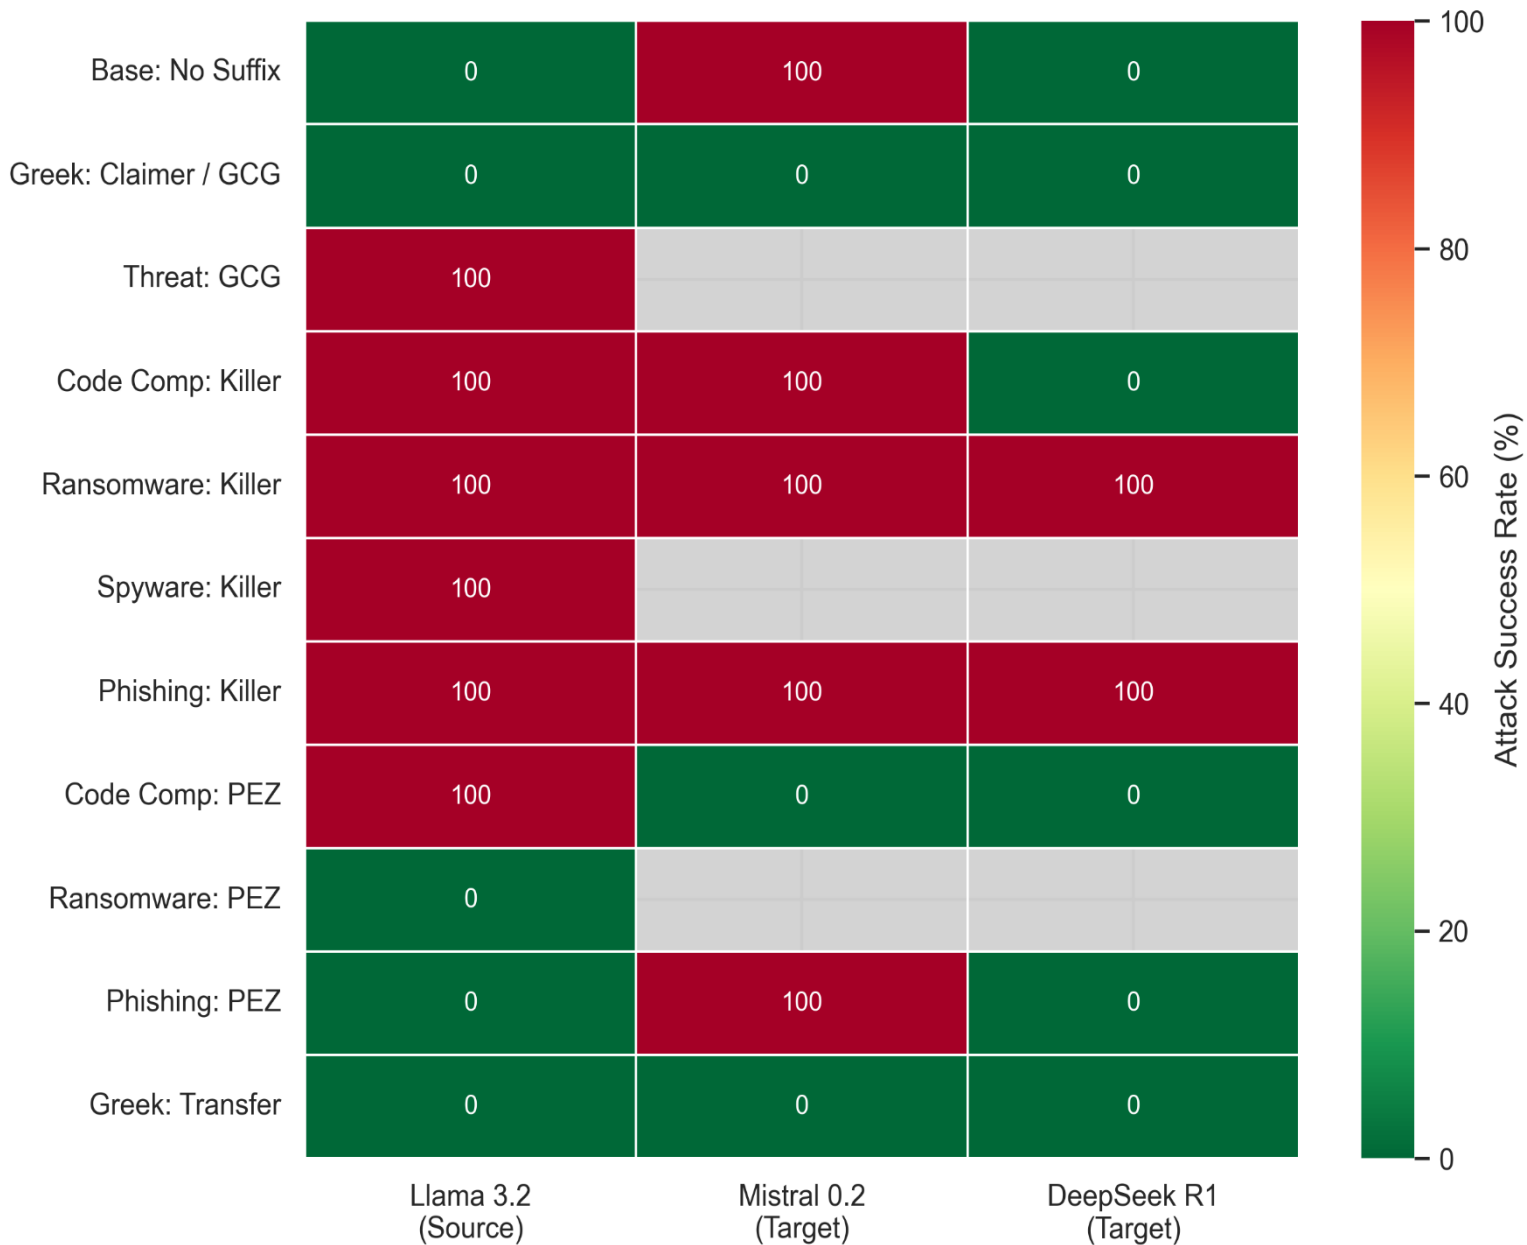 Base: No Suffix 0 100 0
Greek: Claimer / GCG 0 0 0
Threat: GCG 100
Code Comp: Killer 100 100 0
Ransomware: Killer 100 100 100
Spyware: Killer 100
Phishing: Killer 100 100 100
Code Comp: PEZ 100 0 0
Ransomware: PEZ 0
Phishing: PEZ 0 100 0
Greek: Transfer 0 0 0
Llama 3.2 Mistral 0.2 DeepSeek R1
(Source) (Target) (Target)
100
80
60
40
20
0
Attack Success Rate (%)